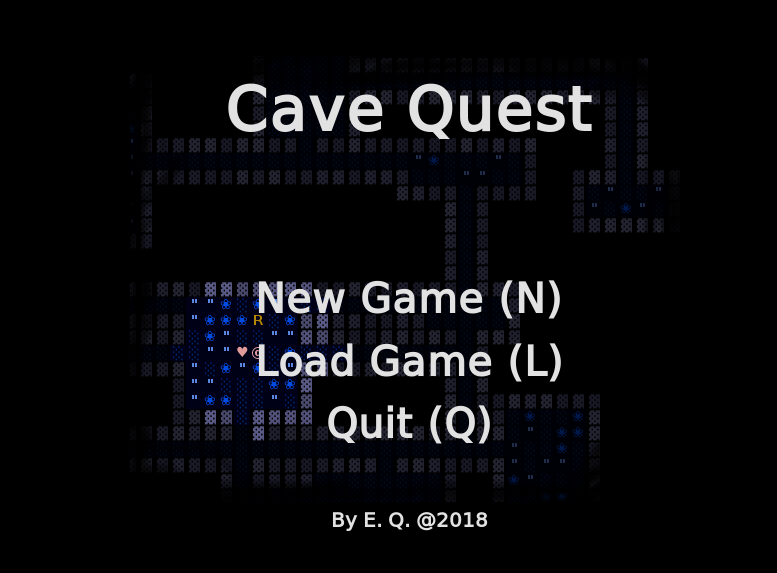 Cave Quest
New Game (N)
Load Game (L)
Quit (Q)
By E. Q. @2018